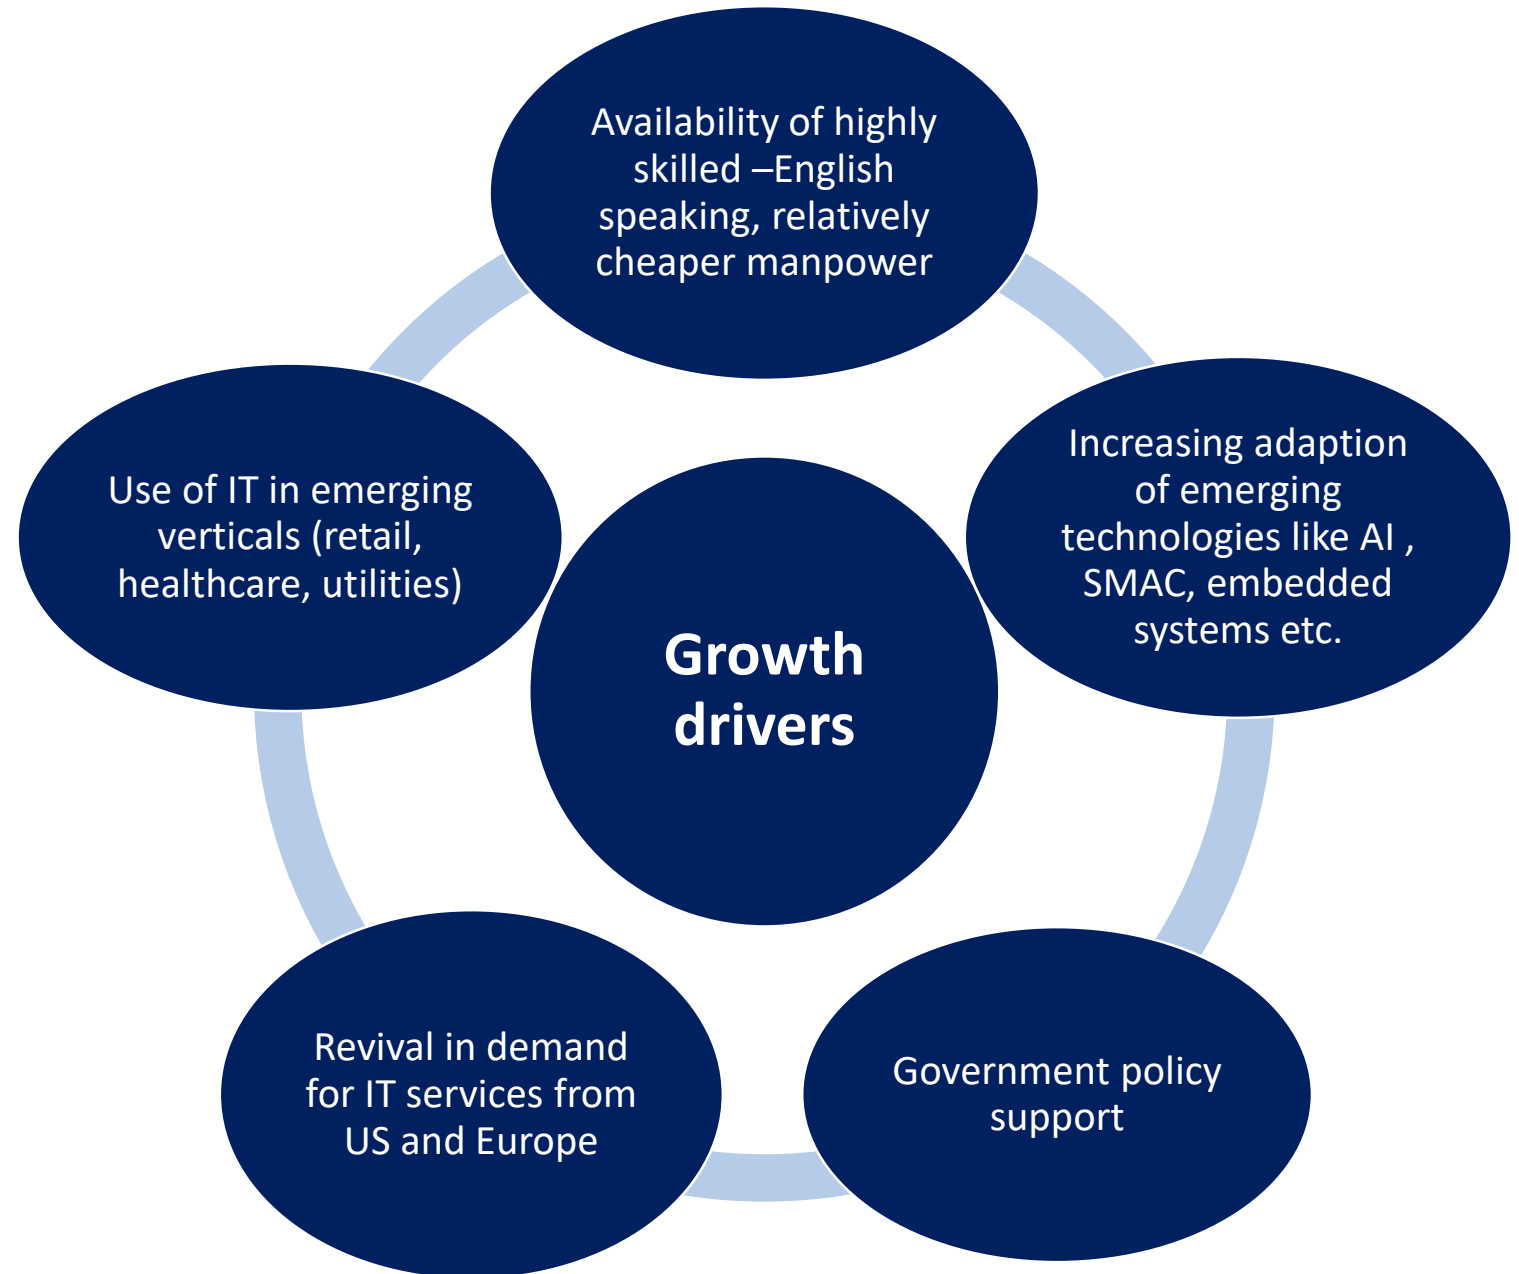 Availability of highly
skilled –English
speaking, relatively
cheaper manpower
Increasing adaption
of emerging
technologies like AI ,
SMAC, embedded
systems etc.
Government policy
support
Revival in demand
for IT services from
US and Europe
Use of IT in emerging
verticals (retail,
healthcare, utilities)
Growth
drivers